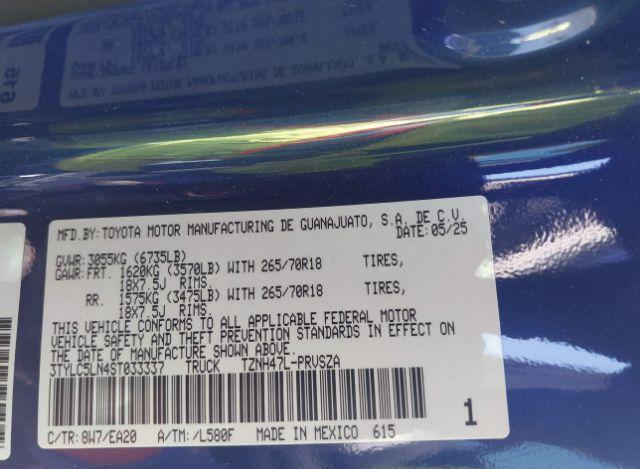 MFD.BY: TOYOTA MOTOR MANUFACTURING DE GUANAJUATO, S.A. DE C.V.
DATE: 05/25
GVWR: 3055KG (6735LB)
GAWR: FRT. 1620KG (3570LB) WITH 265/70R18 TIRES,
18X7.5J RIMS.
RR. 1575KG (3475LB) WITH 265/70R18 TIRES,
18X7.5J RIMS.
THIS VEHICLE CONFORMS TO ALL APPLICABLE FEDERAL MOTOR
VEHICLE SAFETY AND THEFT PREVENTION STANDARDS IN EFFECT ON
THE DATE OF MANUFACTURE SHOWN ABOVE.
3TYLC5LN4ST033337 TRUCK TZNH47L-PRVSZA
1
C/TR: 8W7/EA20 A/TM: /L580F MADE IN MEXICO 615